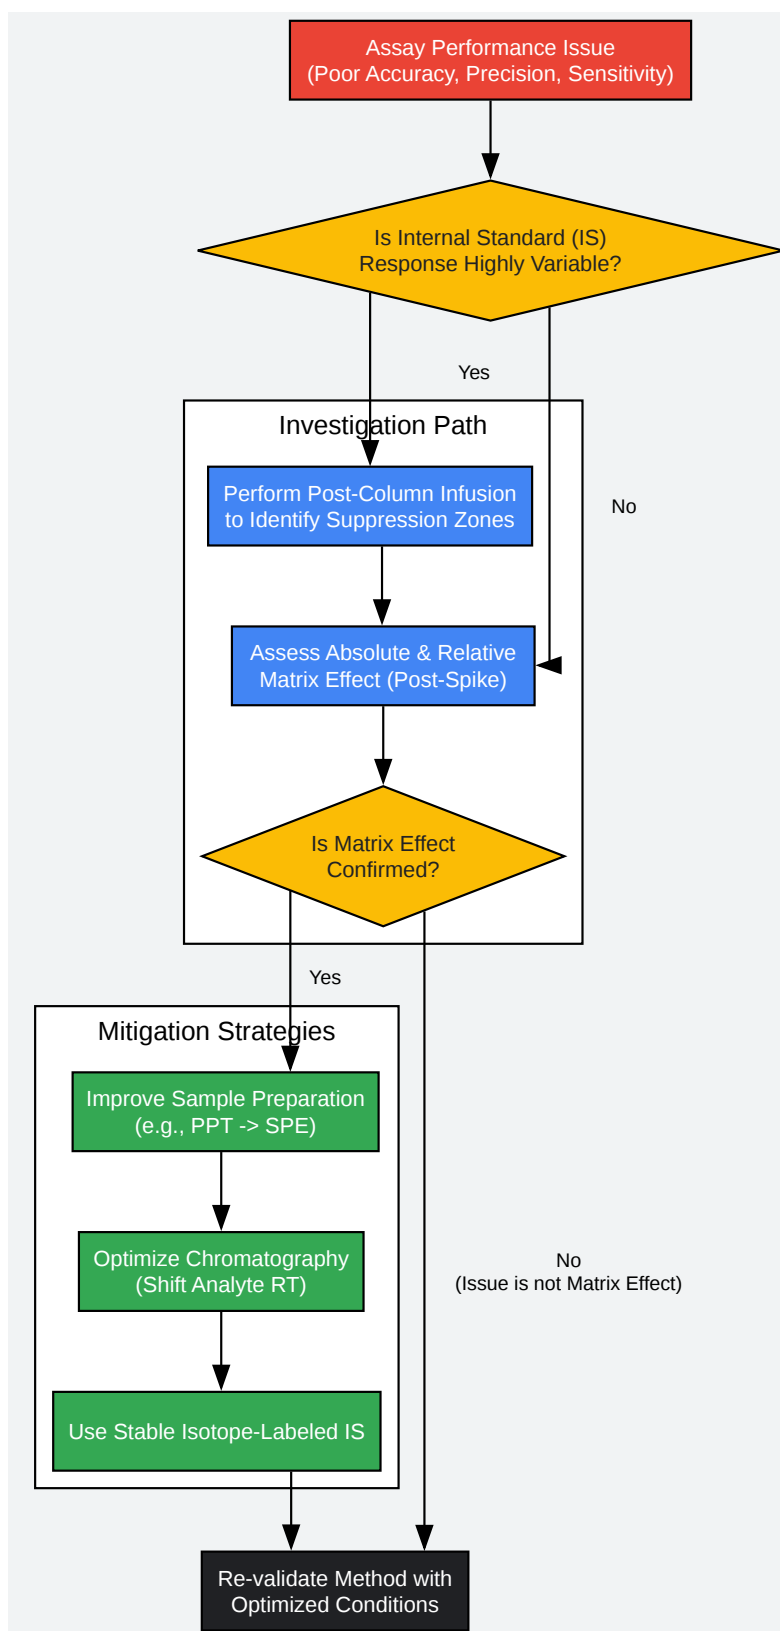 Assay Performance Issue
(Poor Accuracy, Precision, Sensitivity)
Is Internal Standard (IS)
Response Highly Variable?
Yes
Investigation Path
Perform Post-Column Infusion
to Identify Suppression Zones
No
Assess Absolute & Relative
Matrix Effect (Post-Spike)
Is Matrix Effect
Confirmed?
Yes
Mitigation Strategies
Improve Sample Preparation
(e.g., PPT -> SPE)
Optimize Chromatography
(Shift Analyte RT)
No
(Issue is not Matrix Effect)
Use Stable Isotope-Labeled IS
Re-validate Method with
Optimized Conditions